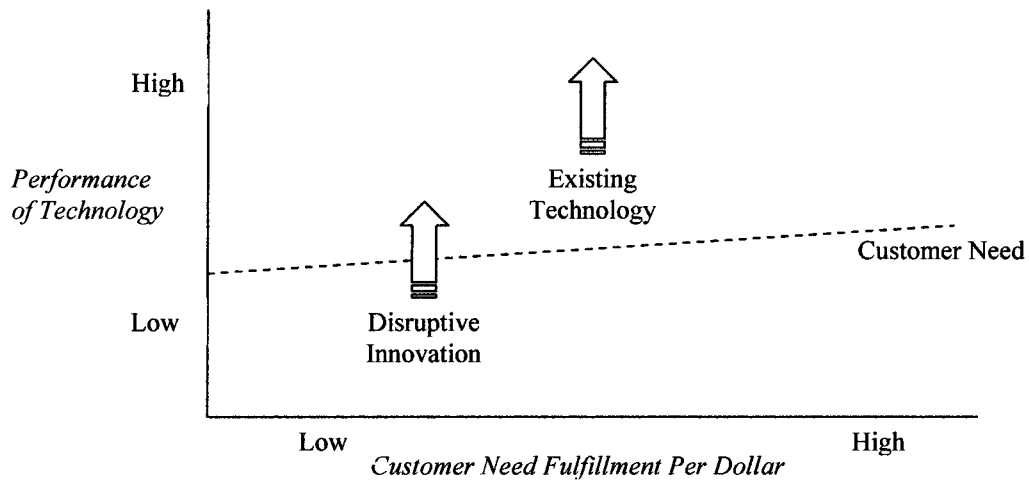 High
Performance
of Technology
Existing
Technology
Customer Need
Low
Disruptive
Innovation
Low
High
Customer Need Fulfillment Per Dollar